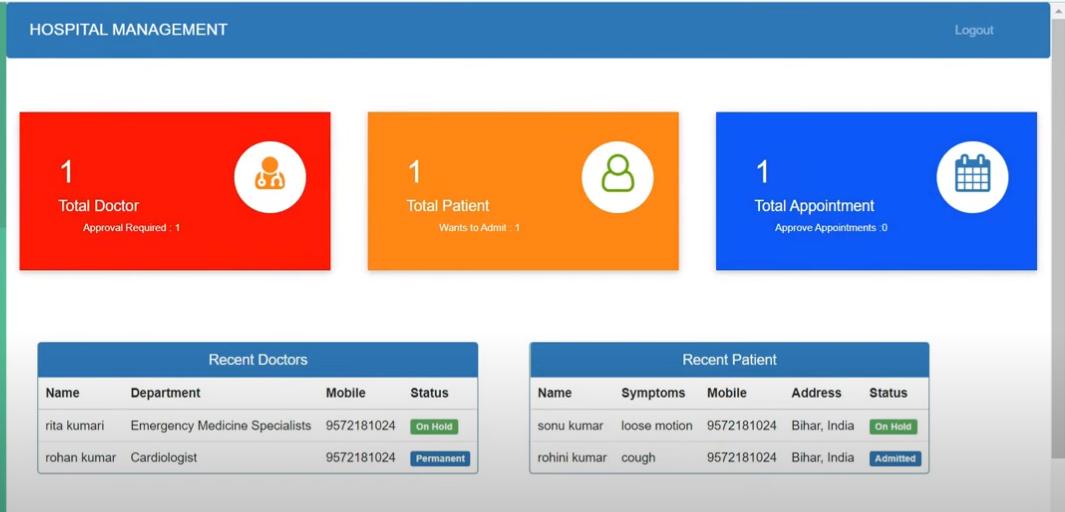 HOSPITAL MANAGEMENT Logout
1 1 1
Total Doctor Total Patient Total Appointment
Approval Required : 1 Wants to Admit : 1 Approve Appointments :0
Recent Doctors
Name Department Mobile Status
rita kumari Emergency Medicine Specialists 9572181024 On Hold
rohan kumar Cardiologist 9572181024 Permanent
Recent Patient
Name Symptoms Mobile Address Status
sonu kumar loose motion 9572181024 Bihar, India On Hold
rohini kumar cough 9572181024 Bihar, India Admitted